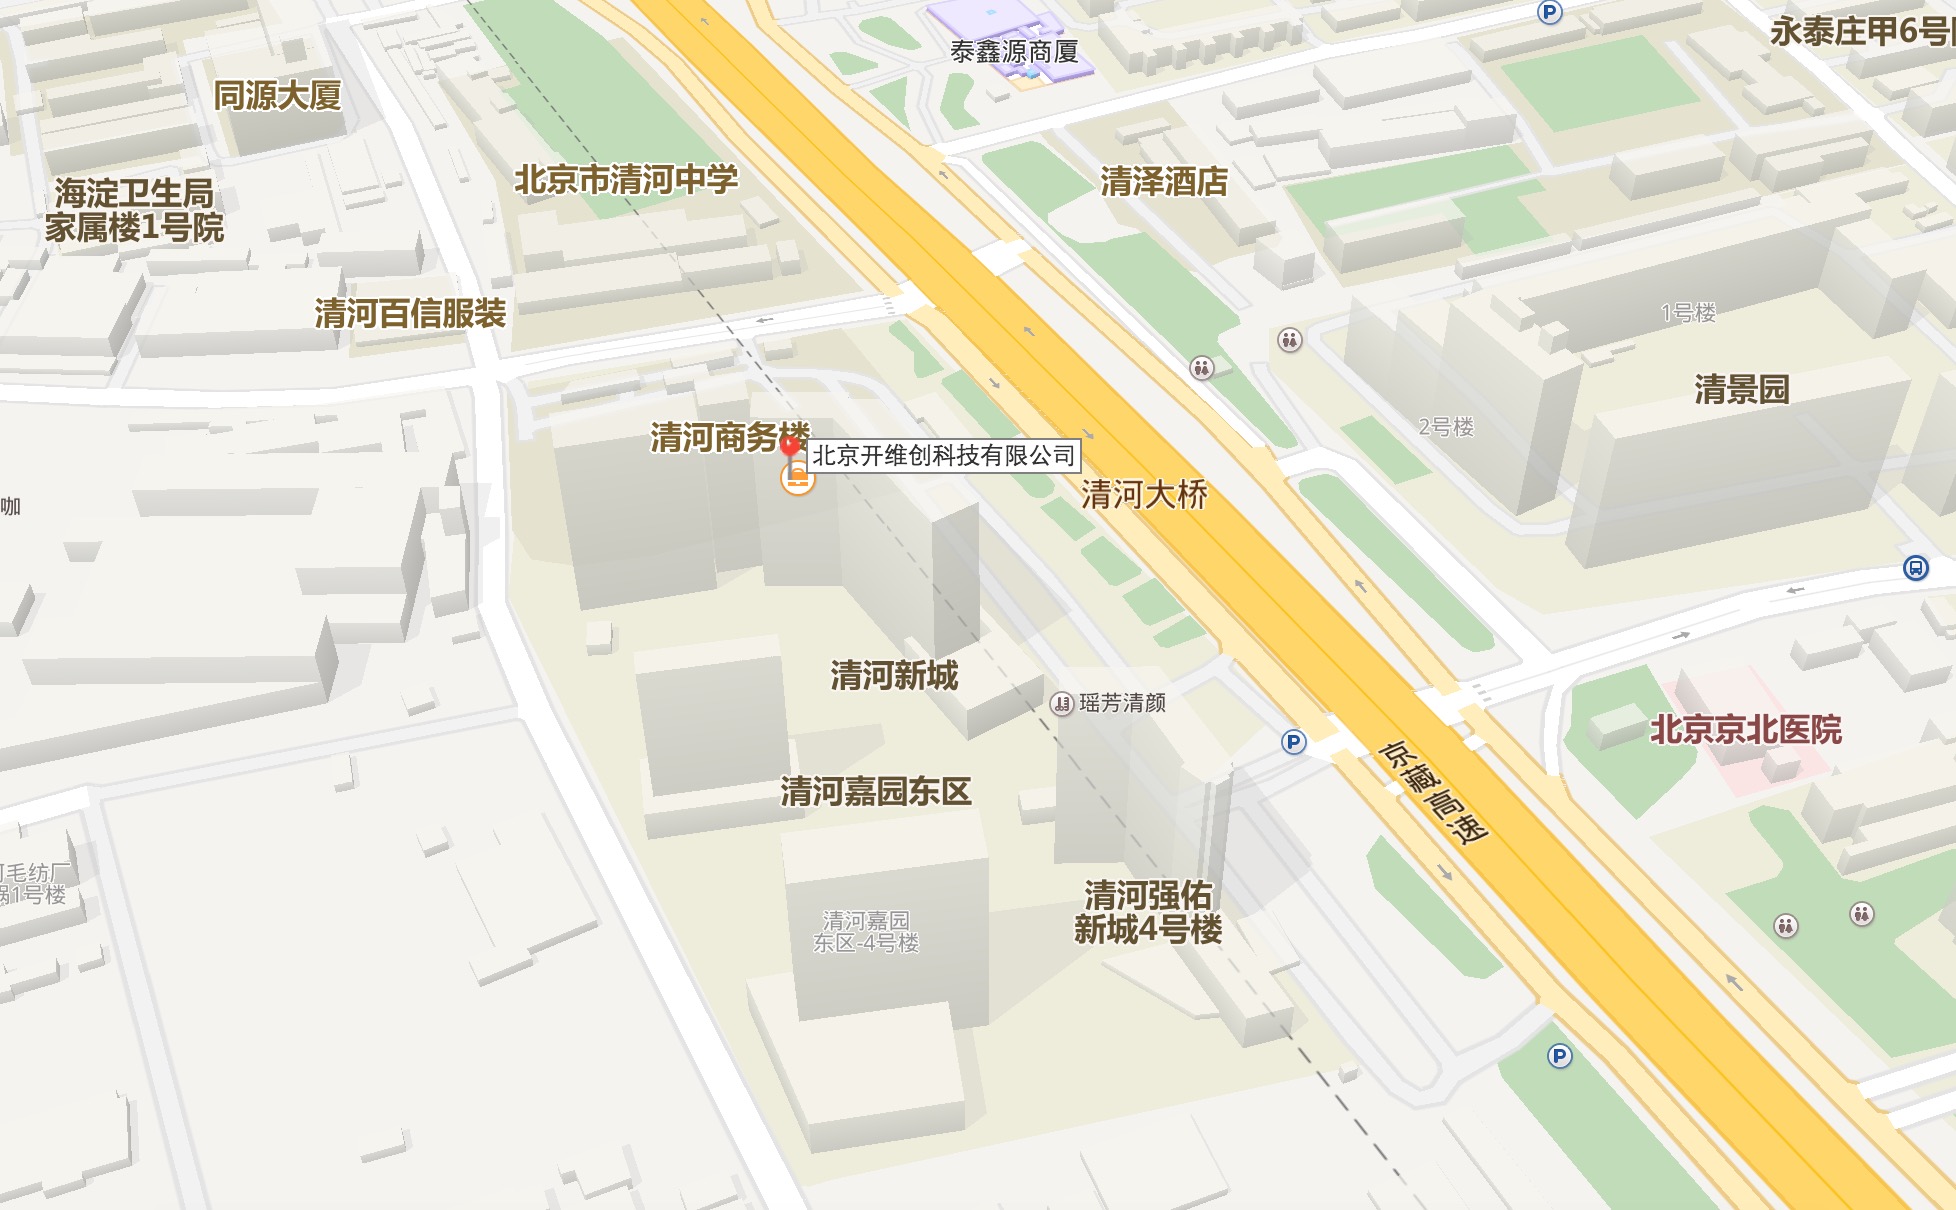 永泰庄甲6号
泰鑫源商厦
同源大厦
北京市清河中学
清泽酒店
海淀卫生局
家属楼1号院
清河百信服装
1号楼
清景园
2号楼
清河商务楼
北京开维创科技有限公司
清河大桥
咖
清河新城
瑶芳清颜
北京京北医院
京藏高速
清河嘉园东区
毛纺厂
1号楼
清河强佑
新城4号楼
清河嘉园
东区-4号楼
P
P
P